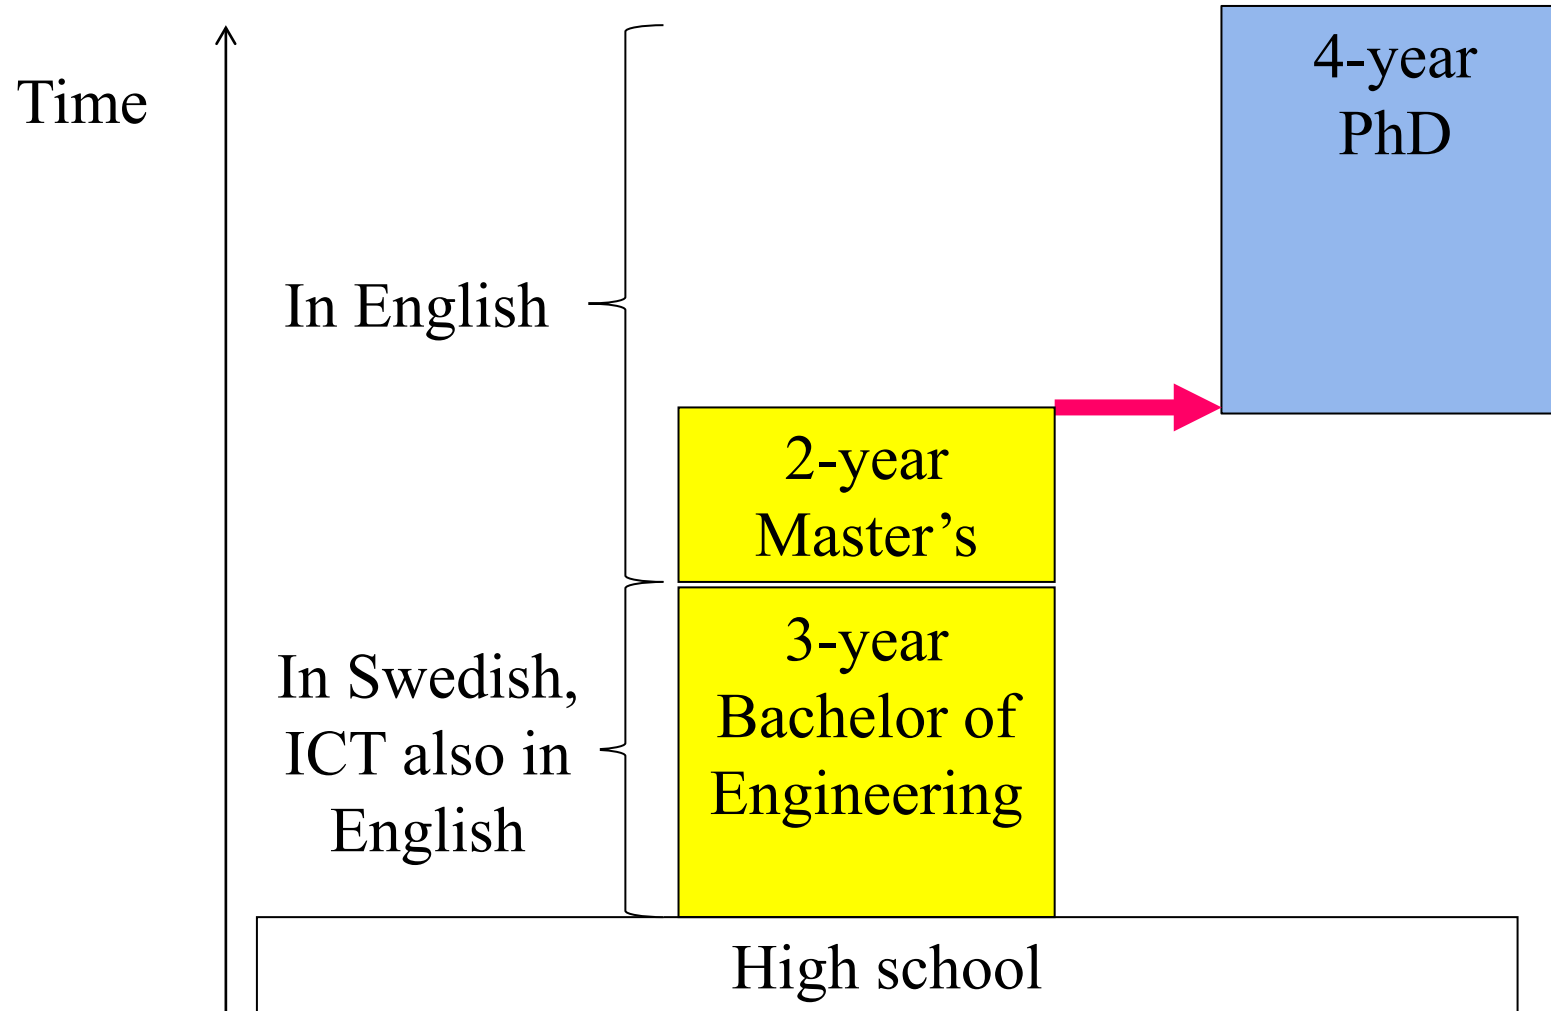 Time
4-year
PhD
In English
2-year
Master’s
In Swedish,
ICT also in
English
3-year
Bachelor of
Engineering
High school